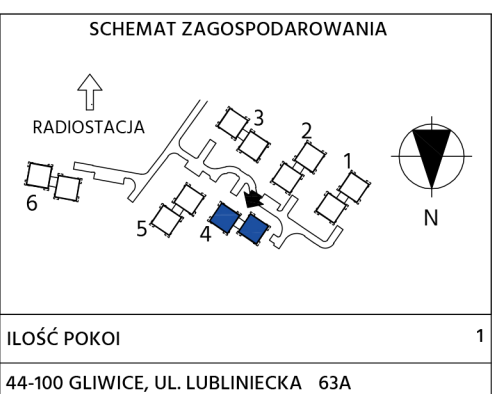 SCHEMAT ZAGOSPODAROWANIA
RADIOSTACJA
3
2
1
6
5
4
N
ILOŚĆ POKOI 1
44-100 GLIWICE, UL. LUBLINIECKA 63A